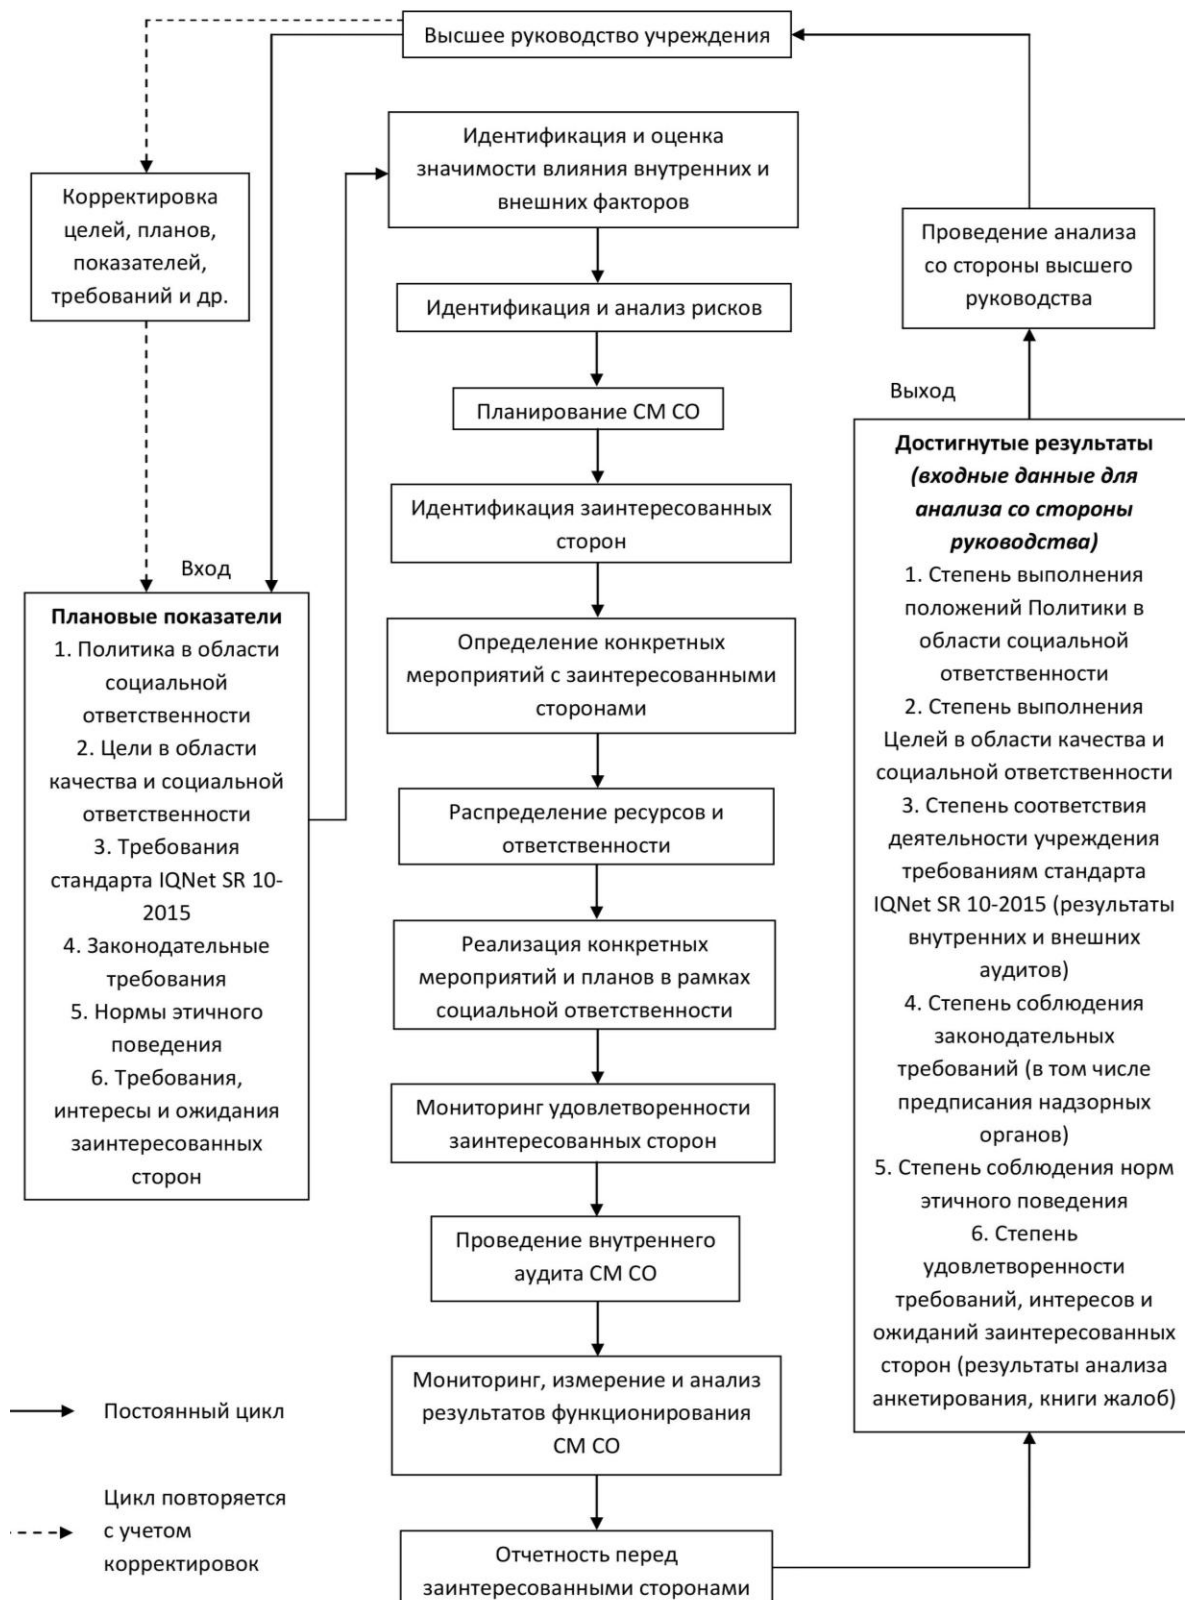 Высшее руководство учреждения
Корректировка
целей, планов,
показателей,
требований и др.
Вход
Плановые показатели
1. Политика в области
социальной
ответственности
2. Цели в области
качества и социальной
ответственности
3. Требования
стандарта IQNet SR 10-
2015
4. Законодательные
требования
5. Нормы этичного
поведения
6. Требования,
интересы и ожидания
заинтересованных
сторон
Идентификация и оценка
значимости влияния внутренних и
внешних факторов
Идентификация и анализ рисков
Планирование СМ СО
Идентификация заинтересованных
сторон
Определение конкретных
мероприятий с заинтересованными
сторонами
Распределение ресурсов и
ответственности
Реализация конкретных
мероприятий и планов в рамках
социальной ответственности
Мониторинг удовлетворенности
заинтересованных сторон
Проведение внутреннего
аудита СМ СО
Мониторинг, измерение и анализ
результатов функционирования
СМ СО
Отчетность перед
заинтересованными сторонами
Проведение анализа
со стороны высшего
руководства
Выход
Достигнутые результаты
(входные данные для
анализа со стороны
руководства)
1. Степень выполнения
положений Политики в
области социальной
ответственности
2. Степень выполнения
Целей в области качества и
социальной ответственности
3. Степень соответствия
деятельности учреждения
требованиям стандарта
IQNet SR 10-2015 (результаты
внутренних и внешних
аудитов)
4. Степень соблюдения
законодательных
требований (в том числе
предписания надзорных
органов)
5. Степень соблюдения норм
этичного поведения
6. Степень
удовлетворенности
требований, интересов и
ожиданий заинтересованных
сторон (результаты анализа
анкетирования, книги жалоб)
Постоянный цикл
Цикл повторяется
с учетом
корректировок